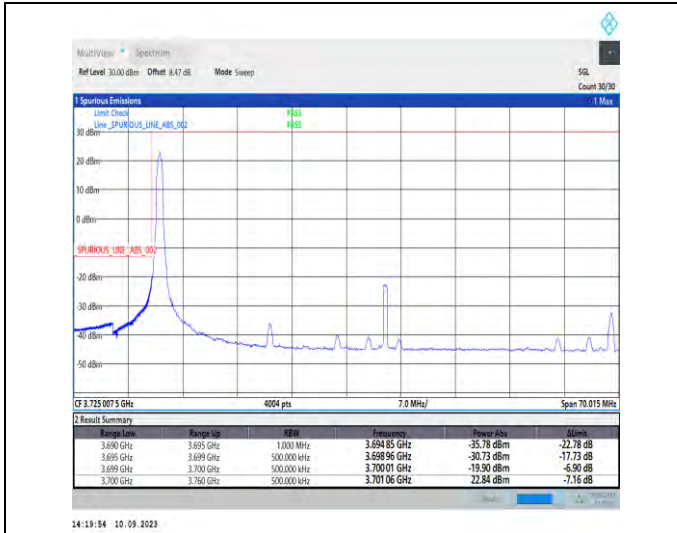 MultiView Spectrum
Ref Level 30.00 dBm Offset 8.47 dB Mode Sweep SGL
Count 30/30
1 Spurious Emissions 1 Max
Limit Check PASS
Line _SPURIOUS_LINE_ABS_002 PASS
30 dBm
20 dBm
10 dBm
0 dBm
SPURIOUS_LINE_ABS_002
-20 dBm
-30 dBm
-40 dBm
-50 dBm
CF 3.725 007 5 GHz 4004 pts 7.0 MHz/ Span 70.015 MHz
2 Result Summary
Range Low Range Up RBW Frequency Power Abs ΔLimit
3.690 GHz 3.695 GHz 1.000 MHz 3.694 85 GHz -35.78 dBm -22.78 dB
3.695 GHz 3.699 GHz 500.000 kHz 3.698 96 GHz -30.73 dBm -17.73 dB
3.699 GHz 3.700 GHz 500.000 kHz 3.700 01 GHz -19.90 dBm -6.90 dB
3.700 GHz 3.760 GHz 500.000 kHz 3.701 06 GHz 22.84 dBm -7.16 dB
14:19:54 10.09.2023